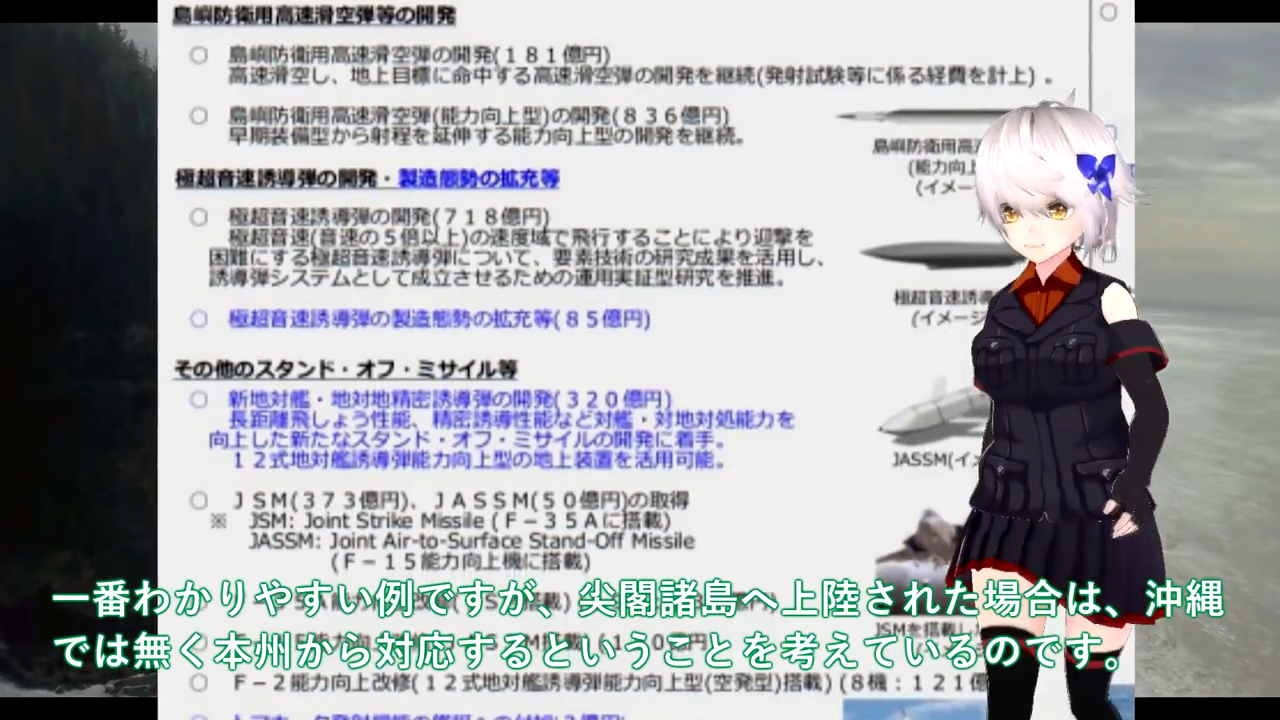 島嶼防衛用高速滑空弾等の開発
○ 島嶼防衛用高速滑空弾の開発(181億円)
高速滑空し、地上目標に命中する高速滑空弾の開発を継続(発射試験等に係る経費を計上)。
○ 島嶼防衛用高速滑空弾(能力向上型)の開発(836億円)
早期装備型から射程を延伸する能力向上型の開発を継続。
島嶼防衛用高
(能力向上
(イメー
極超音速誘導弾の開発・製造態勢の拡充等
○ 極超音速誘導弾の開発(718億円)
極超音速(音速の5倍以上)の速度域で飛行することにより迎撃を
困難にする極超音速誘導弾について、要素技術の研究成果を活用し、
誘導弾システムとして成立させるための運用実証型研究を推進。
極超音速誘導
(イメージ
○ 極超音速誘導弾の製造態勢の拡充等(85億円)
その他のスタンド・オフ・ミサイル等
○ 新地対艦・地対地精密誘導弾の開発(320億円)
長距離飛しょう性能、精密誘導性能など対艦・対地対処能力を
向上した新たなスタンド・オフ・ミサイルの開発に着手。
12式地対艦誘導弾能力向上型の地上装置を活用可能。
JASSM(イメ
○ JSM(373億円)、JASSM(50億円)の取得
※ JSM: Joint Strike Missile (F-35Aに搭載)
JASSM: Joint Air-to-Surface Stand-Off Missile
(F-15能力向上機に搭載)
一番わかりやすい例ですが、尖閣諸島へ上陸された場合は、沖縄
では無く本州から対応するということを考えているのです。
JSMを搭載し
○ F-2能力向上改修(12式地対艦誘導弾能力向上型(空発型)搭載) (8機:121億